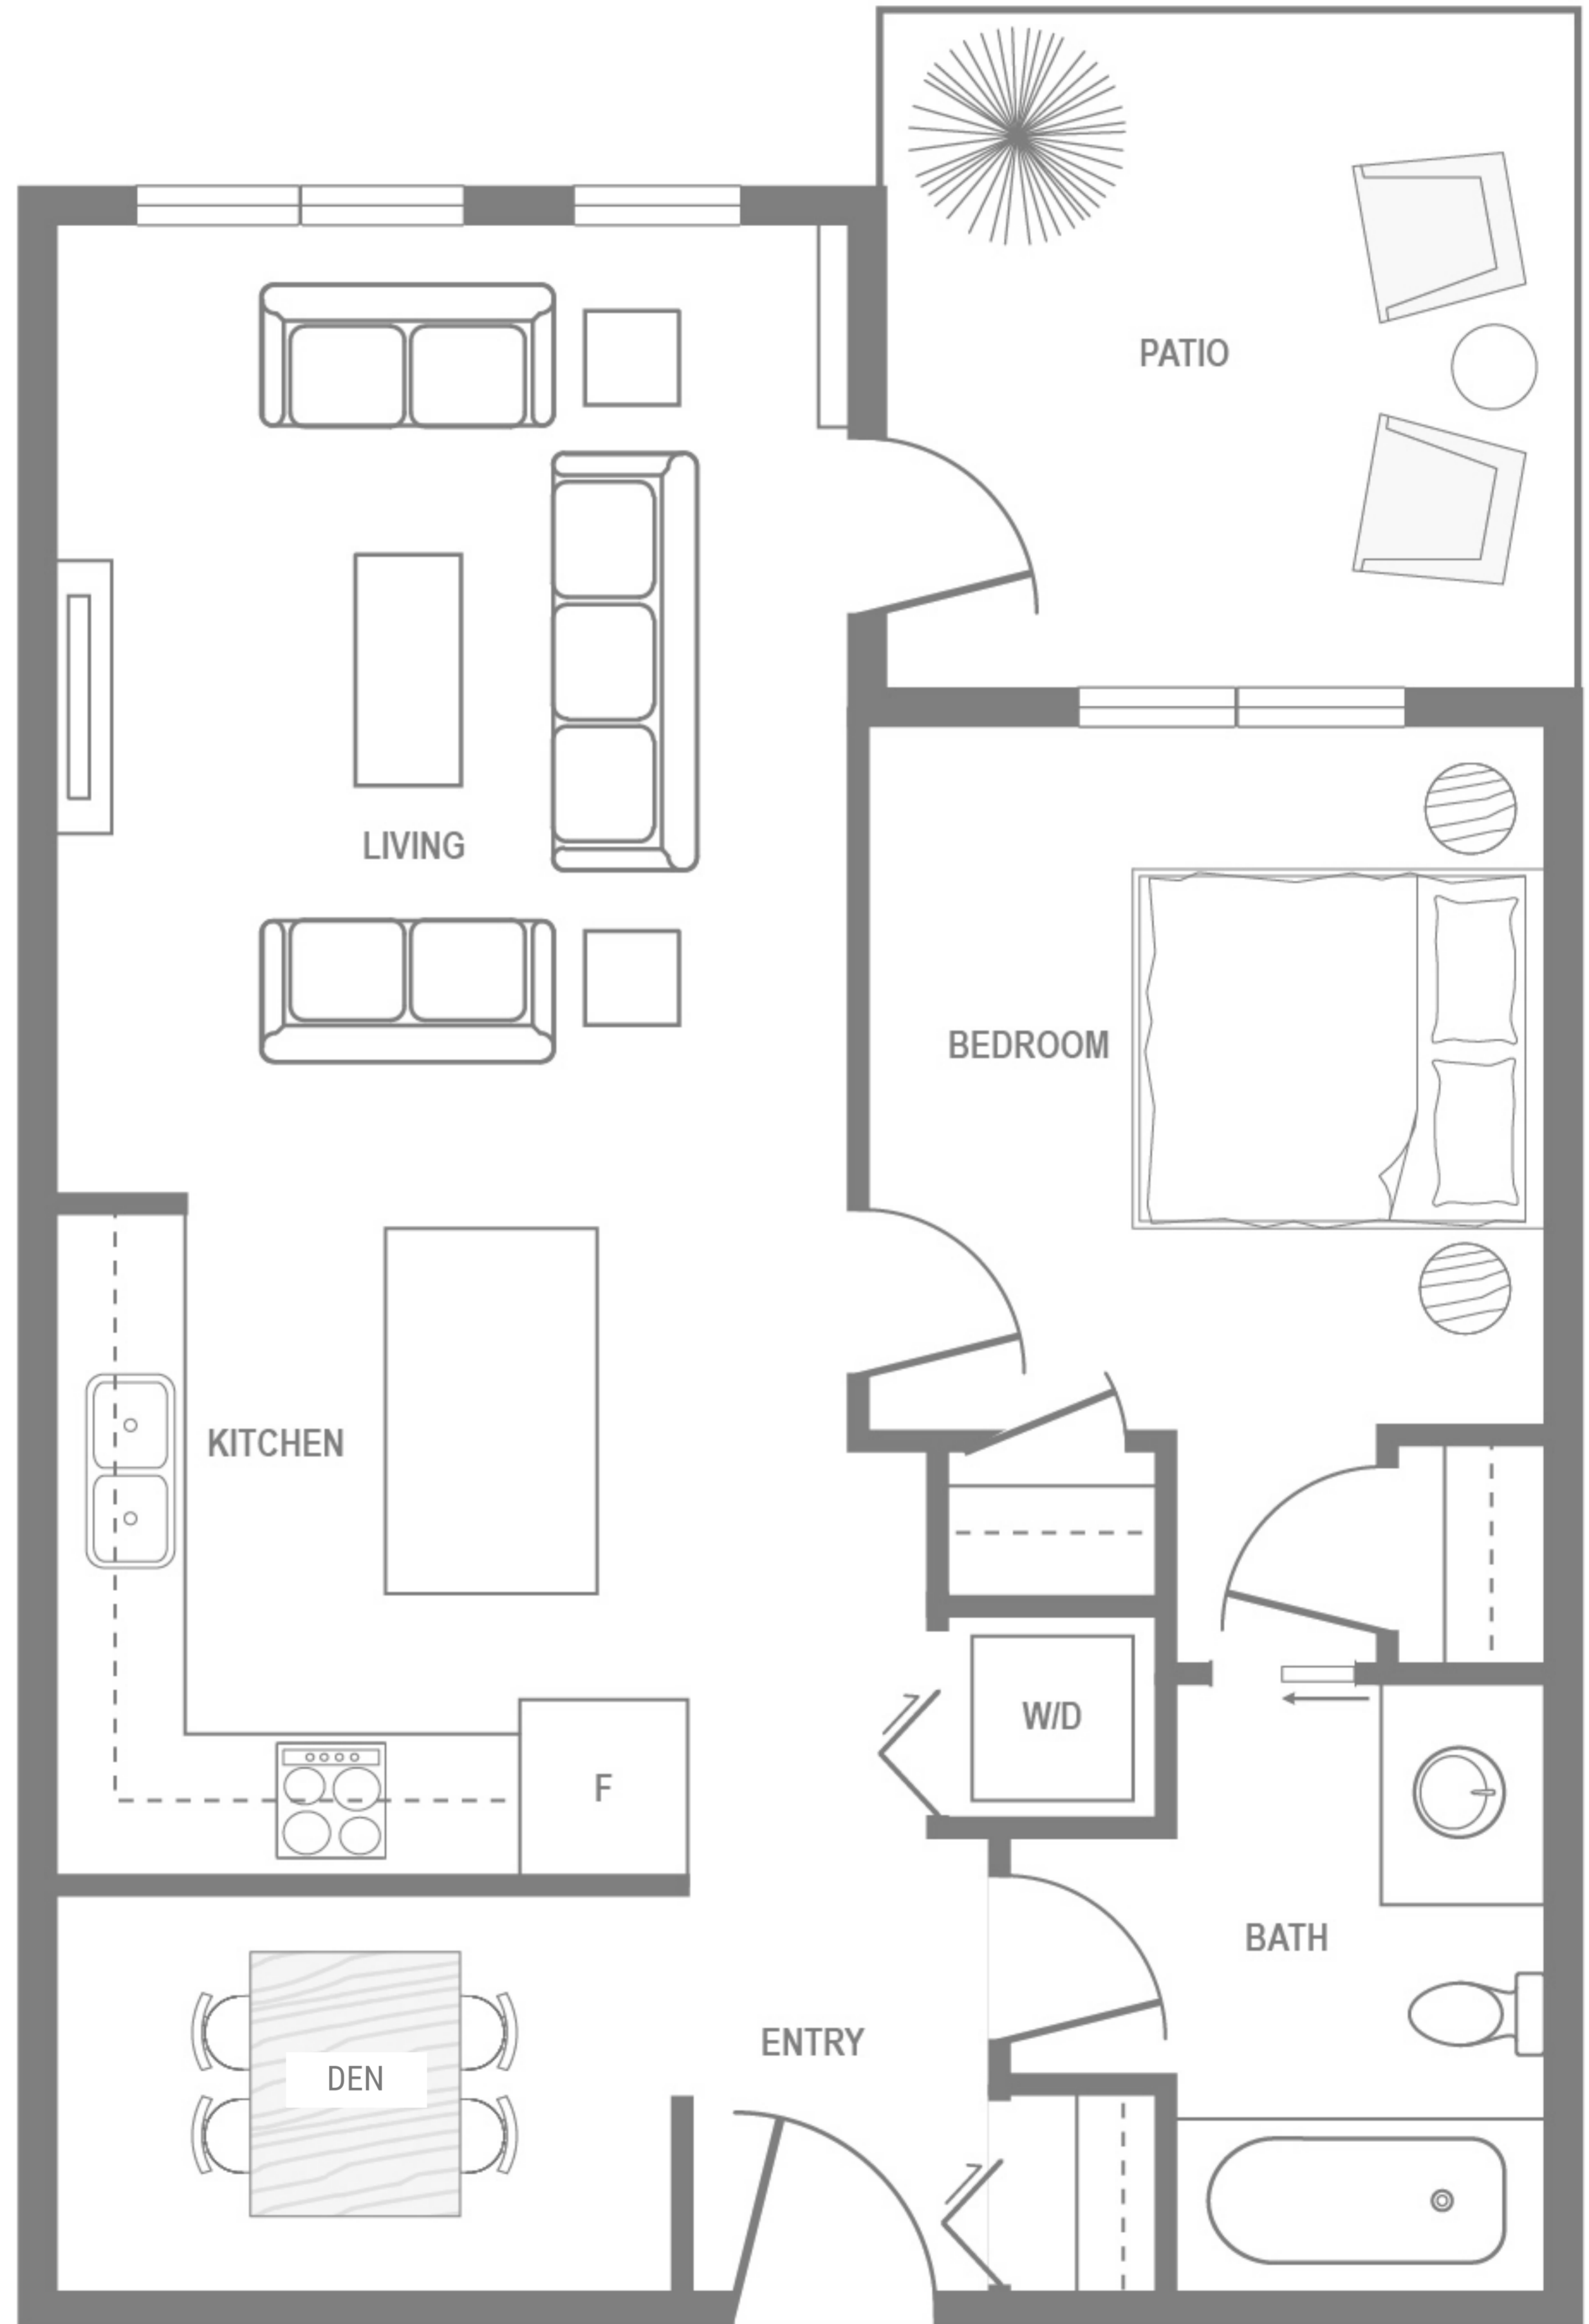 PATIO
LIVING
BEDROOM
KITCHEN
W/D
F
BATH
ENTRY
DEN